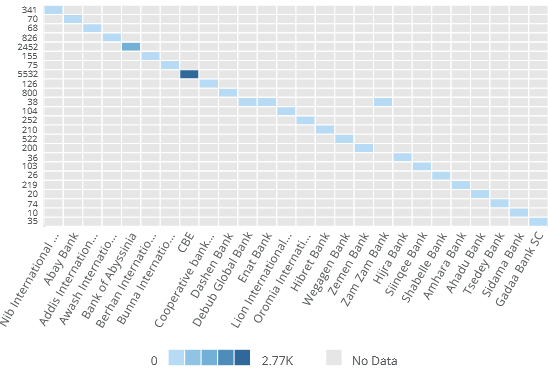 341
70
68
826
2452
155
75
5532
126
800
38
104
252
210
522
200
36
103
26
219
20
74
10
35
Nib International ...
Abay Bank
Addis Internation...
Awash Internatio...
Bank of Abyssinia
Berhan Internatio...
Bunna Internatio...
CBE
Cooperative bank...
Dashen Bank
Debub Global Bank
Enat Bank
Lion International...
Oromia Internati...
Hibret Bank
Wegagen Bank
Zemen Bank
Zam Zam Bank
Hijra Bank
Siinqee Bank
Shabelle Bank
Amhara Bank
Ahadu Bank
Tsedey Bank
Sidama Bank
Gadaa Bank SC
0 2.77K No Data